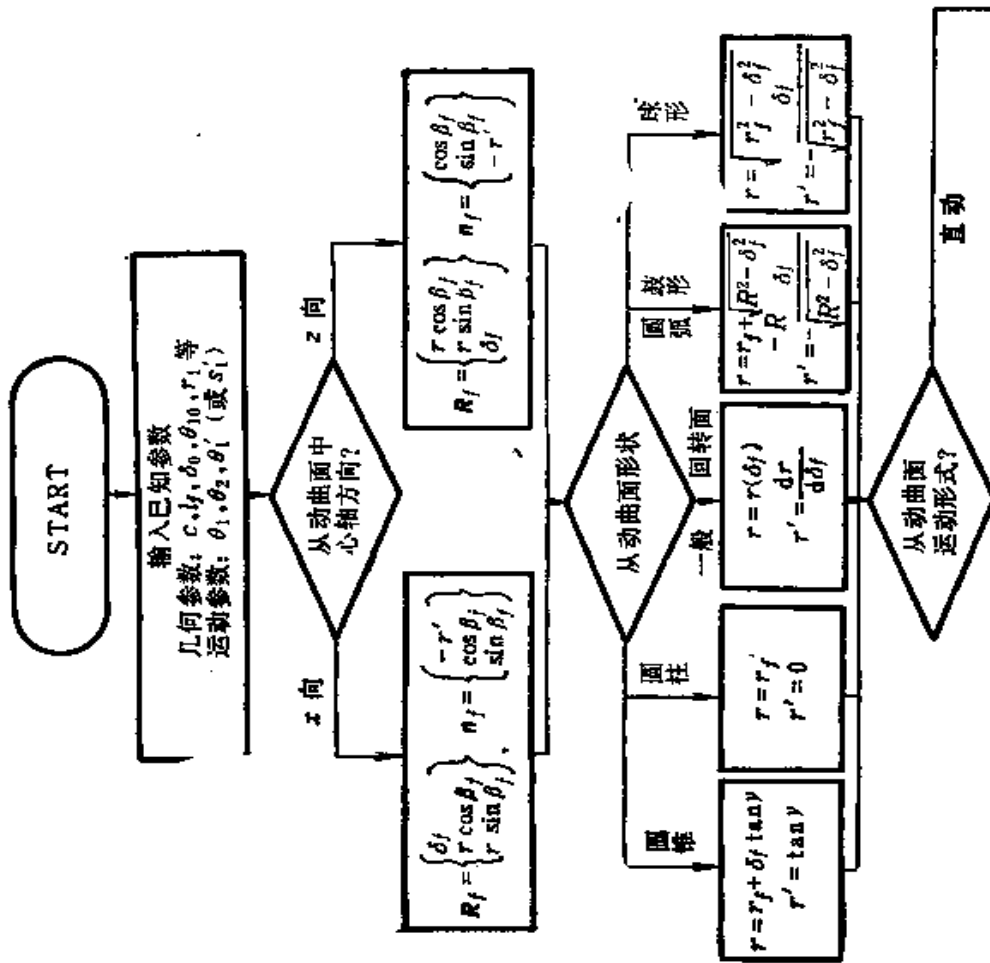 START
输入已知参数
几何参数: c, l_f, δ_0, θ_10, r_1 等
运动参数: θ_1, θ_2, θ_i′ (或 s_i′)
从动曲面中
心轴方向?
x 向
z 向
R_f = { δ_f
r cos β_f
r sin β_f } , n_f = { -r′
cos β_f
sin β_f }
R_f = { r cos β_f
r sin β_f
δ_f } n_f = { cos β_f
sin β_f
-r′ }
从动曲面形状
圆锥
圆柱
一般
回转面
圆弧
鼓形
球形
r = r_f + δ_f tan γ
r′ = tan γ
r = r_f
r′ = 0
r = r(δ_f)
r′ = dr/dδ_f
r = r_f + √(R² - δ_f²)
- R
r′ = - δ_f/√(R² - δ_f²)
r = √(r_f² - δ_f²)
r′ = - δ_f/√(r_f² - δ_f²)
从动曲面
运动形式?
直动